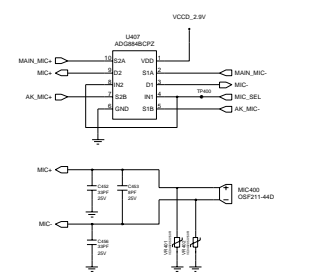 VCCD_2.9V
U407
ADG884BCPZ
MAIN_MIC+ 10 S2A VDD 1
MIC+ 9 D2 S1A 2 MAIN_MIC-
8 IN2 D1 3 MIC-
AK_MIC+ 7 S2B IN1 4 TP400 MIC_SEL
6 GND S1B 5 AK_MIC-
MIC+
C452
33PF
25V
C453
25V
MIC400
OSF211-44D
MIC-
C456
33PF
25V
VR401